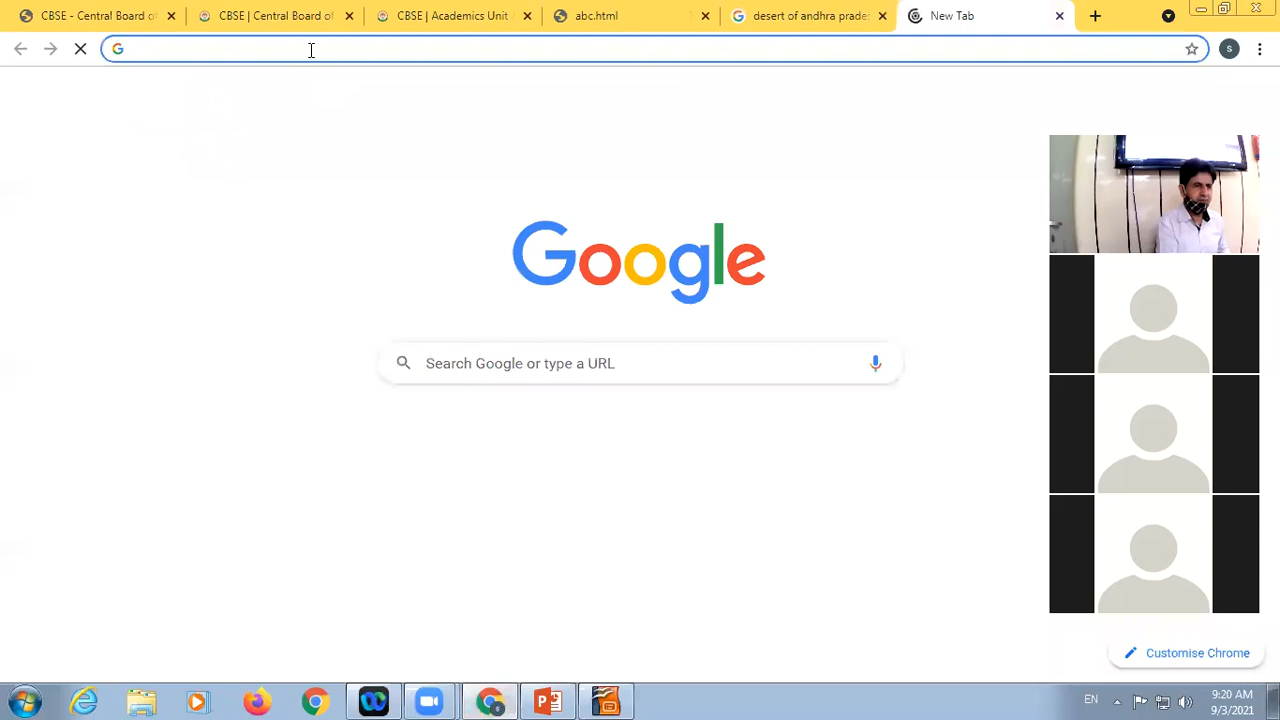 CBSE - Central Board of
CBSE | Central Board of
CBSE | Academics Unit
abc.html
desert of andhra prade
New Tab
s
Google
Search Google or type a URL
Customise Chrome
EN
9:20 AM
9/3/2021